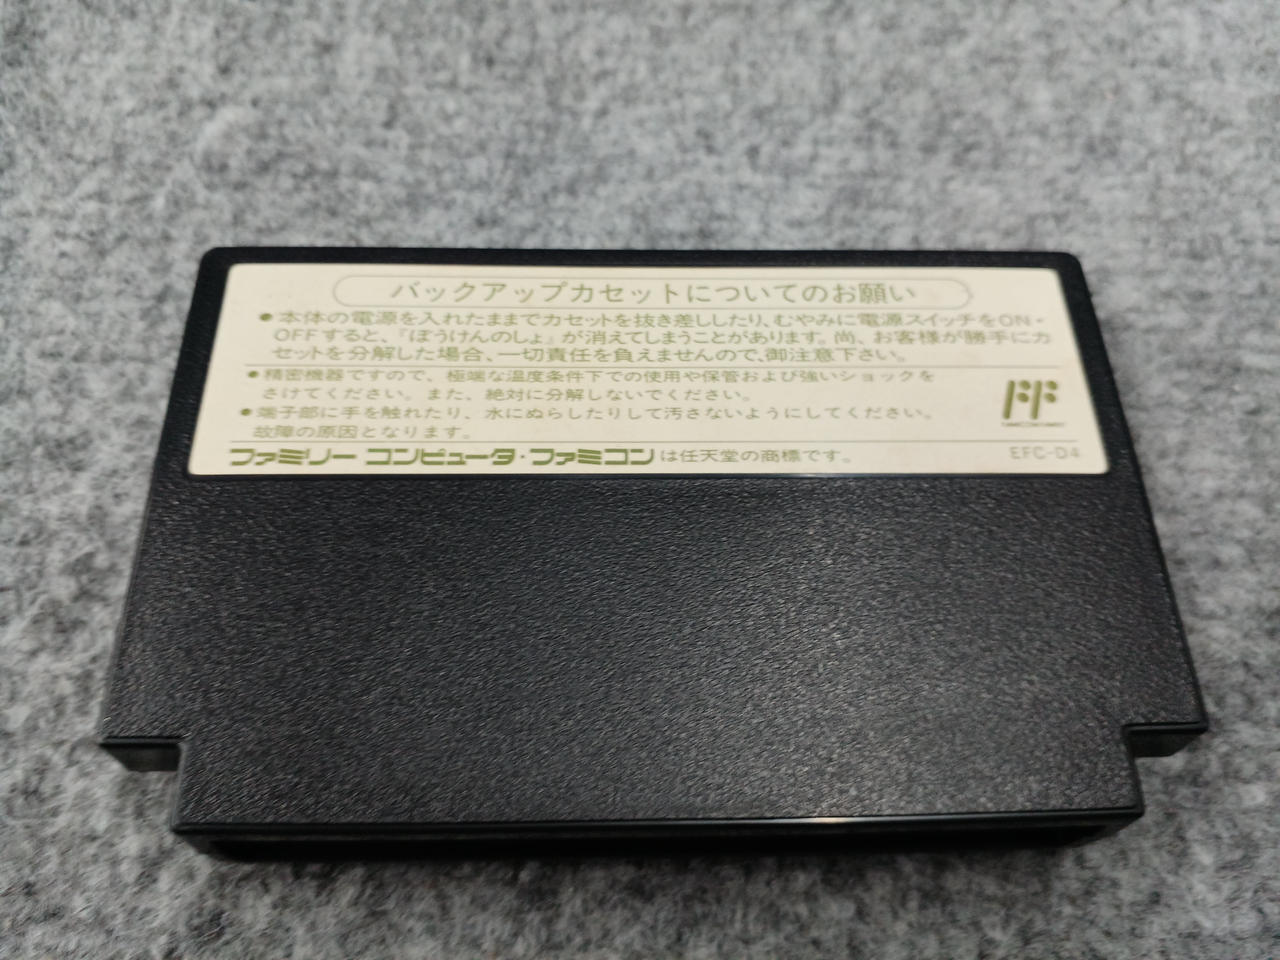 バックアップカセットについてのお願い
●本体の電源を入れたままでカセットを抜き差ししたり、むやみに電源スイッチをON・
OFFすると、『ぼうけんのしょ』が消えてしまうことがあります。尚、お客様が勝手にカ
セットを分解した場合、一切責任を負えませんので、御注意下さい。
●精密機器ですので、極端な温度条件下での使用や保管および強いショックを
さけてください。また、絶対に分解しないでください。
●端子部に手を触れたり、水にぬらしたりして汚さないようにしてください。
故障の原因となります。
ファミリー コンピュータ・ファミコンは任天堂の商標です。
EFC-D4